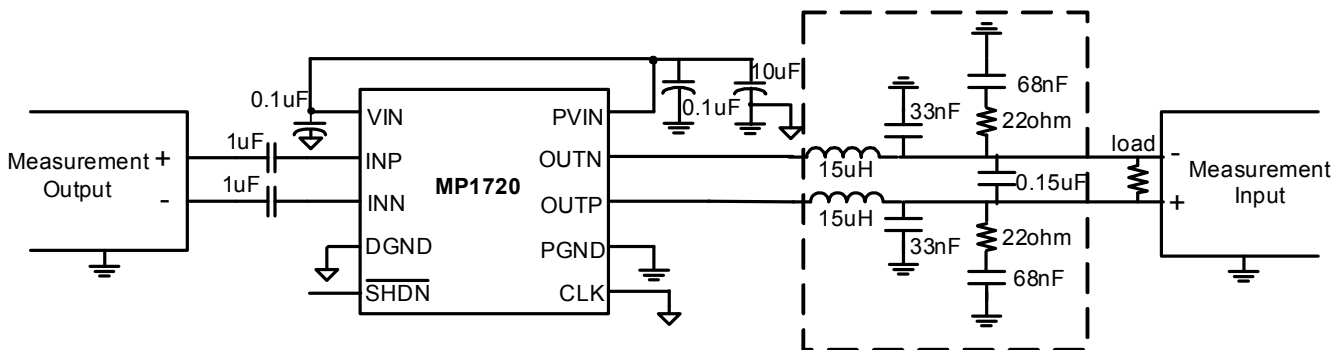 10uF
68nF
0.1uF
VIN
PVIN
0.1uF
33nF
22ohm
1uF
load
Measurement
Output
+
INP
OUTN
15uH
-
Measurement
Input
MP1720
0.15uF
1uF
-
INN
OUTP
15uH
+
33nF
22ohm
DGND
PGND
68nF
SHDN
CLK